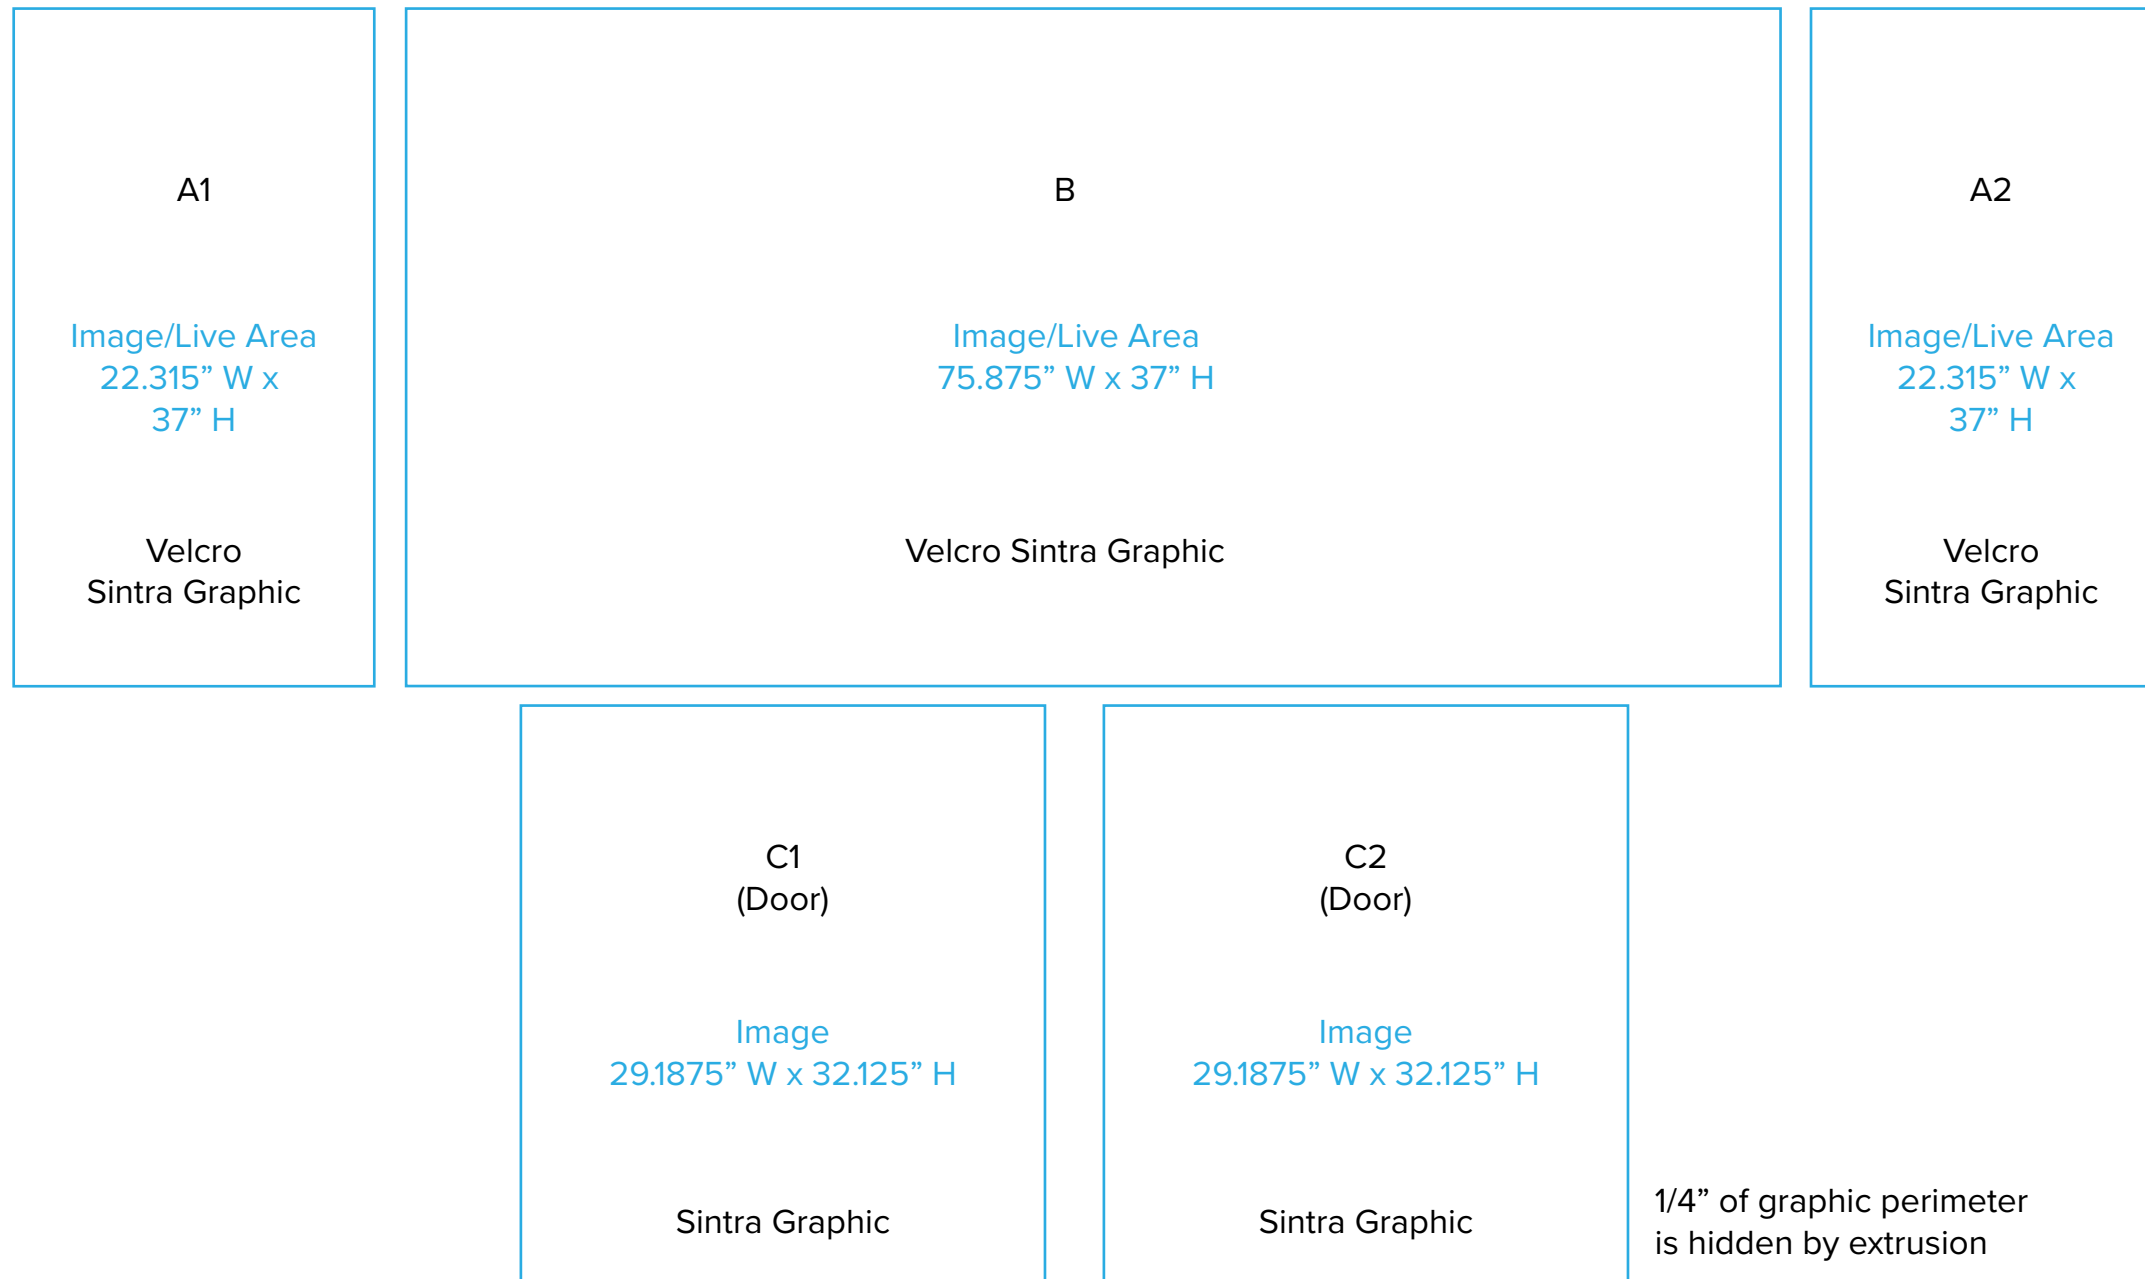 A1
Image/Live Area
22.315” W x
37” H
Velcro
Sintra Graphic
B
Image/Live Area
75.875” W x 37” H
Velcro Sintra Graphic
A2
Image/Live Area
22.315” W x
37” H
Velcro
Sintra Graphic
C1
(Door)
Image
29.1875” W x 32.125” H
Sintra Graphic
C2
(Door)
Image
29.1875” W x 32.125” H
Sintra Graphic
1/4” of graphic perimeter
is hidden by extrusion